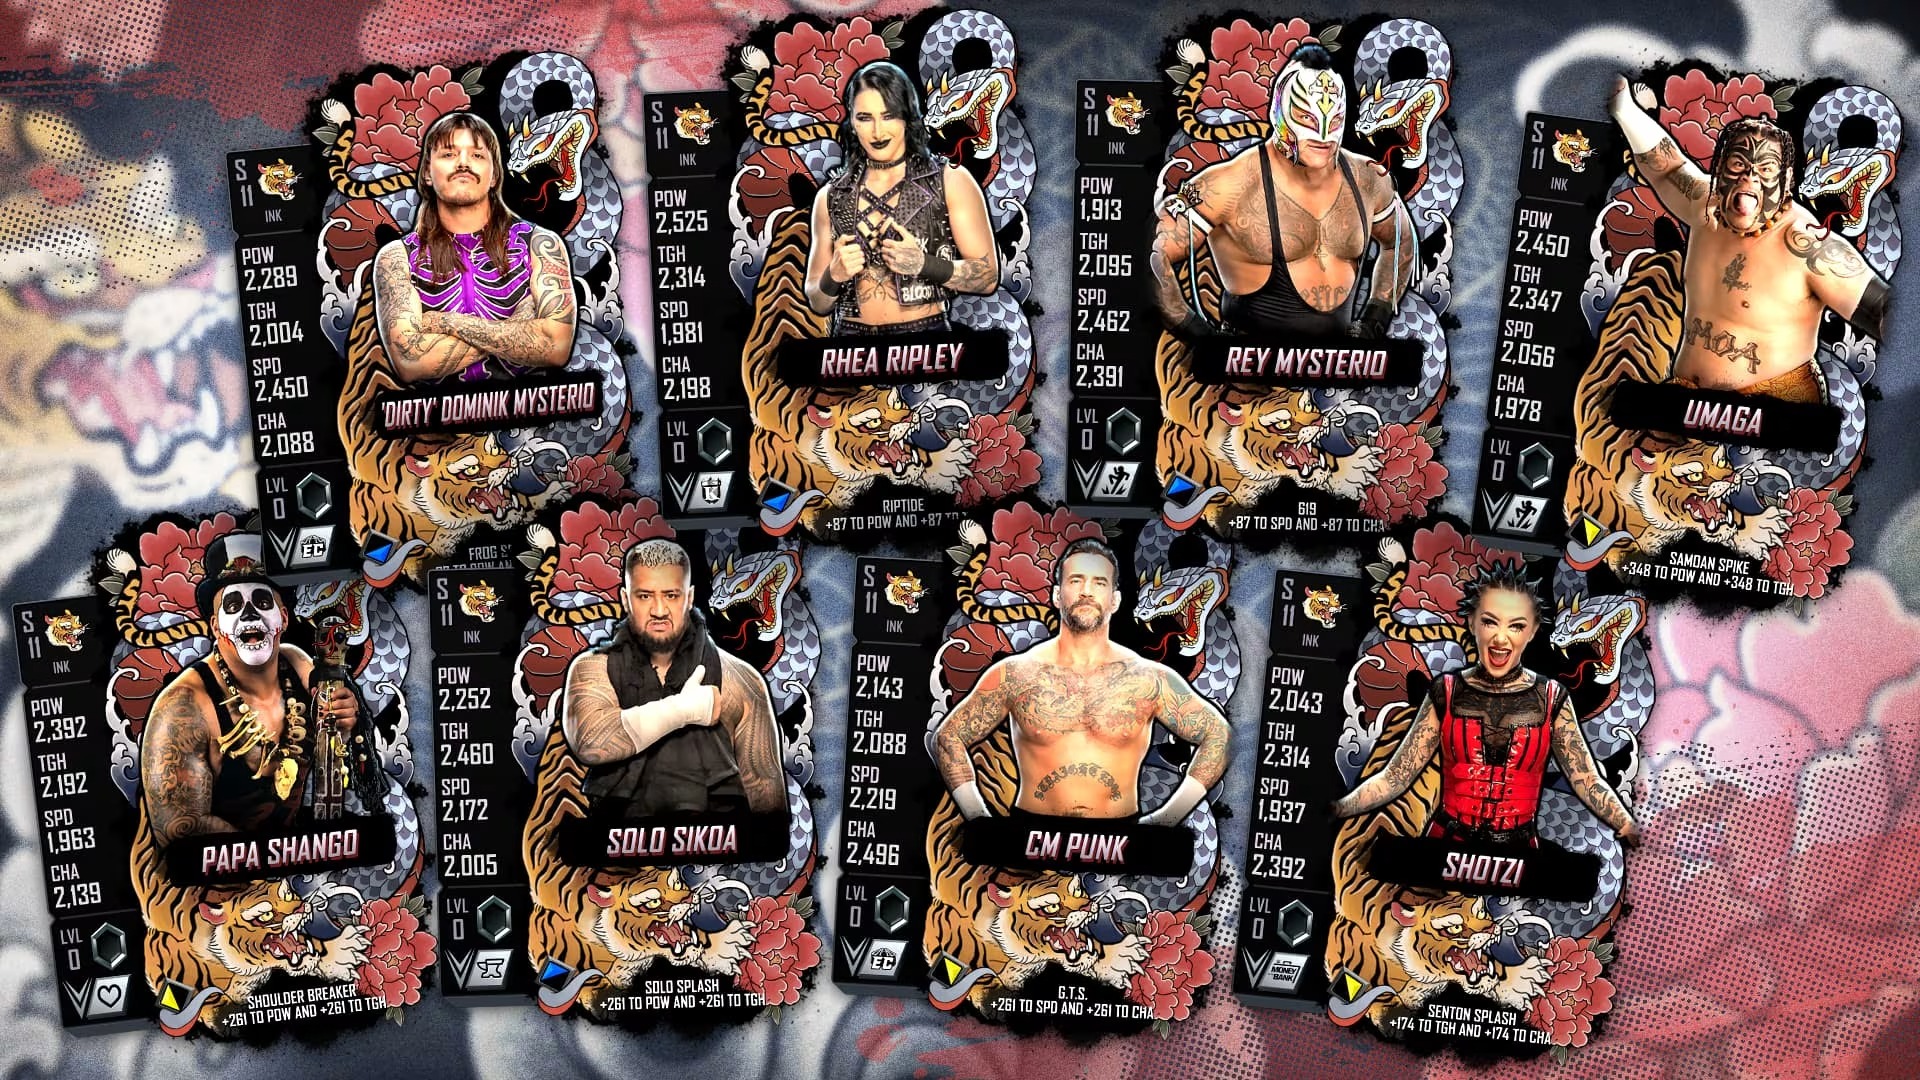 S
11
INK
POW
2,289
TGH
2,004
SPD
2,450
CHA
2,088
LVL
0
EC
'DIRTY' DOMINIK MYSTERIO
S
11
INK
POW
2,525
TGH
2,314
SPD
1,981
CHA
2,198
LVL
0
K
RHEA RIPLEY
RIPTIDE
+87 TO POW AND +87 TO
S
11
INK
POW
1,913
TGH
2,095
SPD
2,462
CHA
2,391
LVL
0
REY MYSTERIO
619
+87 TO SPD AND +87 TO CHA
S
11
INK
POW
2,450
TGH
2,347
SPD
2,056
CHA
1,978
LVL
0
UMAGA
SAMOAN SPIKE
+348 TO POW AND +348 TO TGH
S
11
INK
POW
2,392
TGH
2,192
SPD
1,963
CHA
2,139
LVL
0
PAPA SHANGO
SHOULDER BREAKER
+261 TO POW AND +261 TO TGH
FROG
S
11
INK
POW
2,252
TGH
2,460
SPD
2,172
CHA
2,005
LVL
0
SOLO SIKOA
SOLO SPLASH
+261 TO POW AND +261 TO TGH
S
11
INK
POW
2,143
TGH
2,088
SPD
2,219
CHA
2,496
LVL
0
EC
CM PUNK
G.T.S.
+261 TO SPD AND +261 TO CHA
S
11
INK
POW
2,043
TGH
2,314
SPD
1,937
CHA
2,392
LVL
0
MONEY
BANK
SHOTZI
SENTON SPLASH
+174 TO TGH AND +174 TO CHA